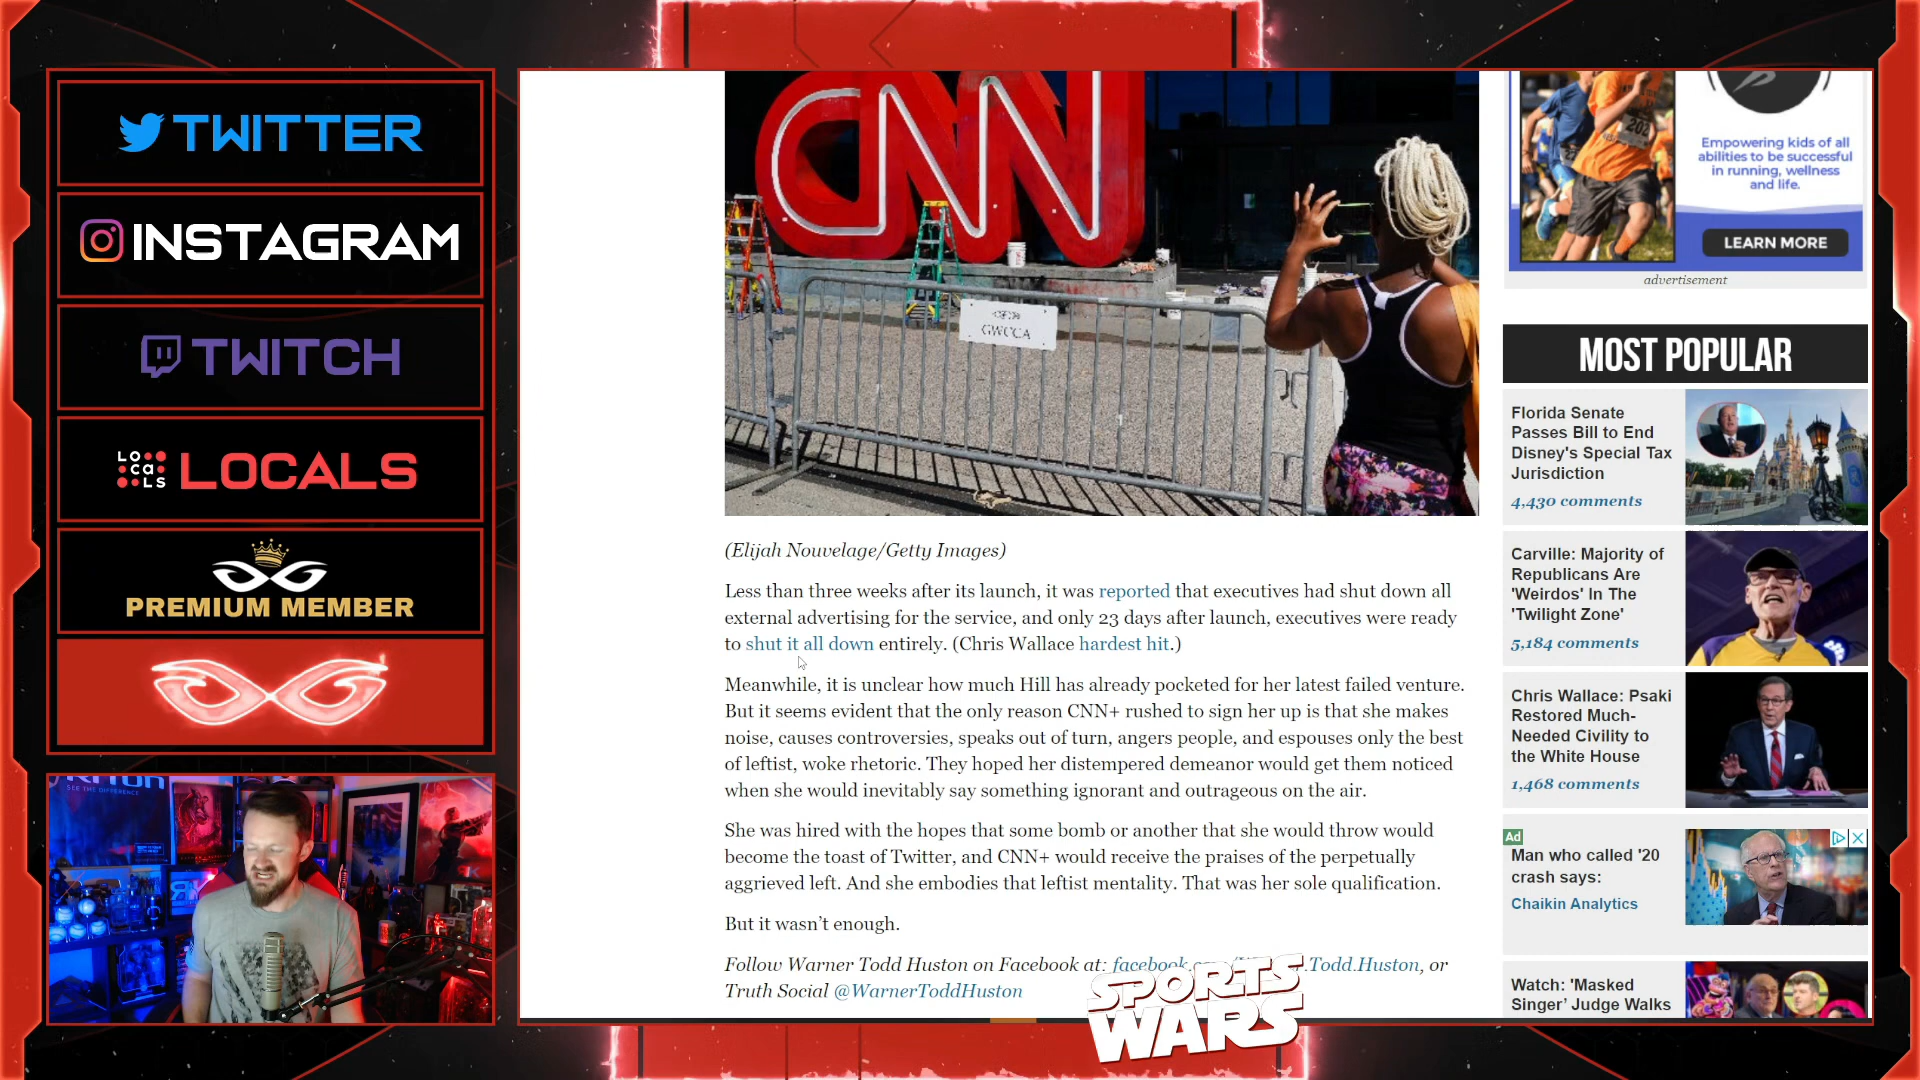 TWITTER
INSTAGRAM
TWITCH
LOCALS
LOCALS
PREMIUM MEMBER
SEE THE DIFFERENCE
CNN
GWCCA
(Elijah Nouvelage/Getty Images)
Less than three weeks after its launch, it was reported that executives had shut down all
external advertising for the service, and only 23 days after launch, executives were ready
to shut it all down entirely. (Chris Wallace hardest hit.)
Meanwhile, it is unclear how much Hill has already pocketed for her latest failed venture.
But it seems evident that the only reason CNN+ rushed to sign her up is that she makes
noise, causes controversies, speaks out of turn, angers people, and espouses only the best
of leftist, woke rhetoric. They hoped her distempered demeanor would get them noticed
when she would inevitably say something ignorant and outrageous on the air.
She was hired with the hopes that some bomb or another that she would throw would
become the toast of Twitter, and CNN+ would receive the praises of the perpetually
aggrieved left. And she embodies that leftist mentality. That was her sole qualification.
But it wasn't enough.
Follow Warner Todd Huston on Facebook at: .Todd.Huston, or
Truth Social @WarnerToddHuston
SPORTS
WARS
202
Empowering kids of all
abilities to be successful
in running, wellness
and life.
LEARN MORE
advertisement
MOST POPULAR
Florida Senate
Passes Bill to End
Disney's Special Tax
Jurisdiction
4,430 comments
Carville: Majority of
Republicans Are
'Weirdos' In The
'Twilight Zone'
5,184 comments
Chris Wallace: Psaki
Restored Much-
Needed Civility to
the White House
1,468 comments
Ad
Man who called '20
crash says:
Chaikin Analytics
Watch: 'Masked
Singer' Judge Walks